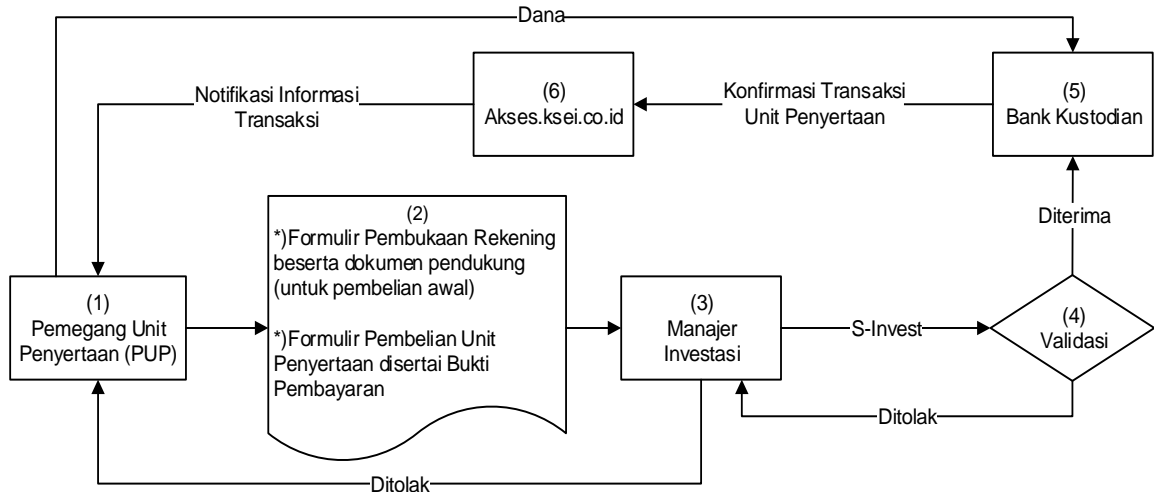 Dana
(6)
Akses.ksei.co.id
Notifikasi Informasi
Transaksi
Konfirmasi Transaksi
Unit Penyertaan
(5)
Bank Kustodian
Diterima
(1)
Pemegang Unit
Penyertaan (PUP)
(2)
*)Formulir Pembukaan Rekening
beserta dokumen pendukung
(untuk pembelian awal)
*)Formulir Pembelian Unit
Penyertaan disertai Bukti
Pembayaran
(3)
Manajer
Investasi
S-Invest
(4)
Validasi
Ditolak
Ditolak